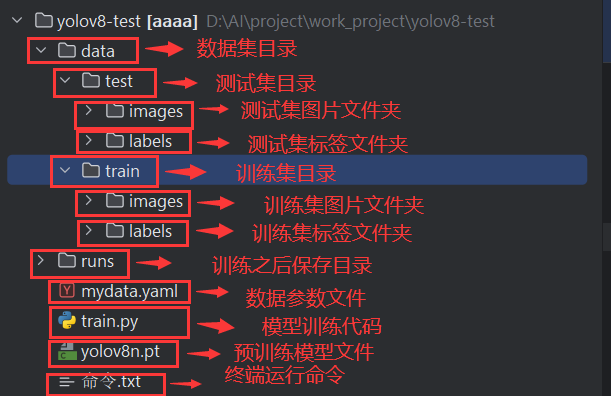 yolov8-test [aaaa] D:\AI\project\work_project\yolov8-test
data 数据集目录
test 测试集目录
images 测试集图片文件夹
labels 测试集标签文件夹
train 训练集目录
images 训练集图片文件夹
labels 训练集标签文件夹
runs 训练之后保存目录
mydata.yaml 数据参数文件
train.py 模型训练代码
yolov8n.pt 预训练模型文件
命令.txt 终端运行命令